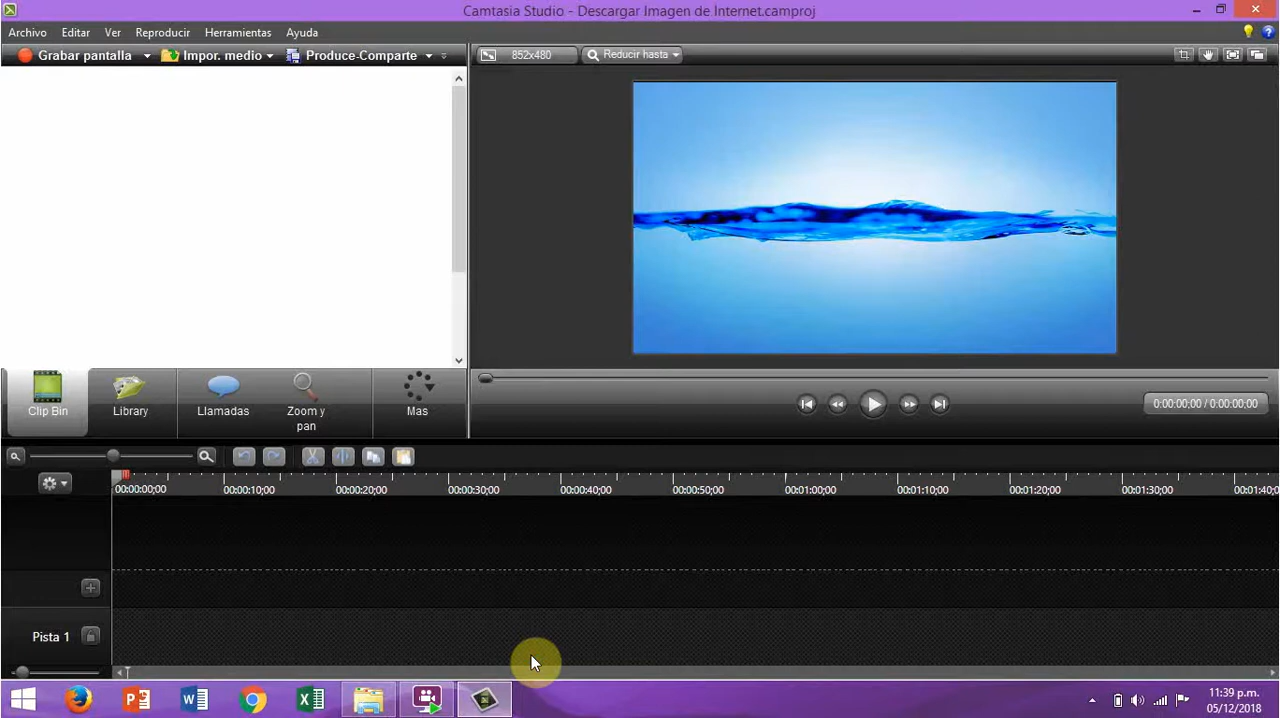 Camtasia Studio - Descargar Imagen de Internet.camproj
Archivo Editar Ver Reproducir Herramientas Ayuda
Grabar pantalla Impor. medio Produce-Comparte
852x480 Reducir hasta
Clip Bin Library Llamadas Zoom y pan Mas
0:00:00;00 / 0:00:00;00
00:00:00;00 00:00:10;00 00:00:20;00 00:00:30;00 00:00:40;00 00:00:50;00 00:01:00;00 00:01:10;00 00:01:20;00 00:01:30;00 00:01:40;0
Pista 1
11:39 p.m.
05/12/2018